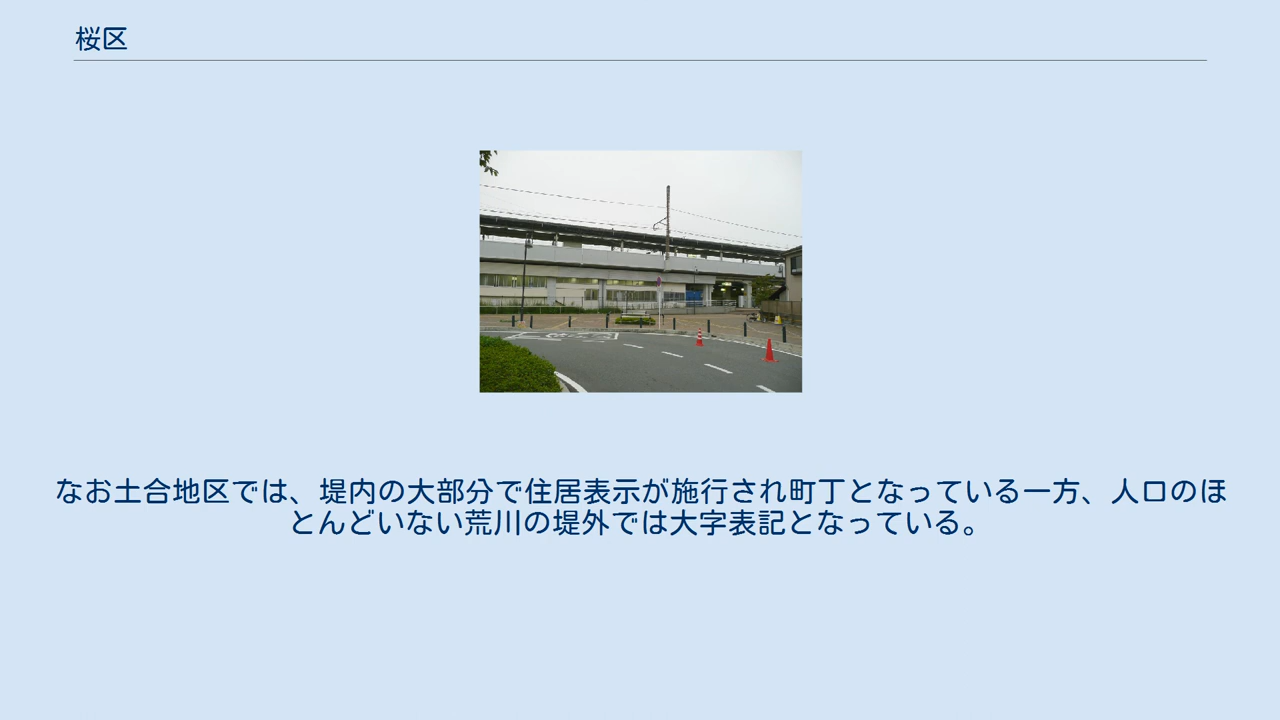 桜区
なお土合地区では、堤内の大部分で住居表示が施行され町丁となっている一方、人口のほ
とんどいない荒川の堤外では大字表記となっている。